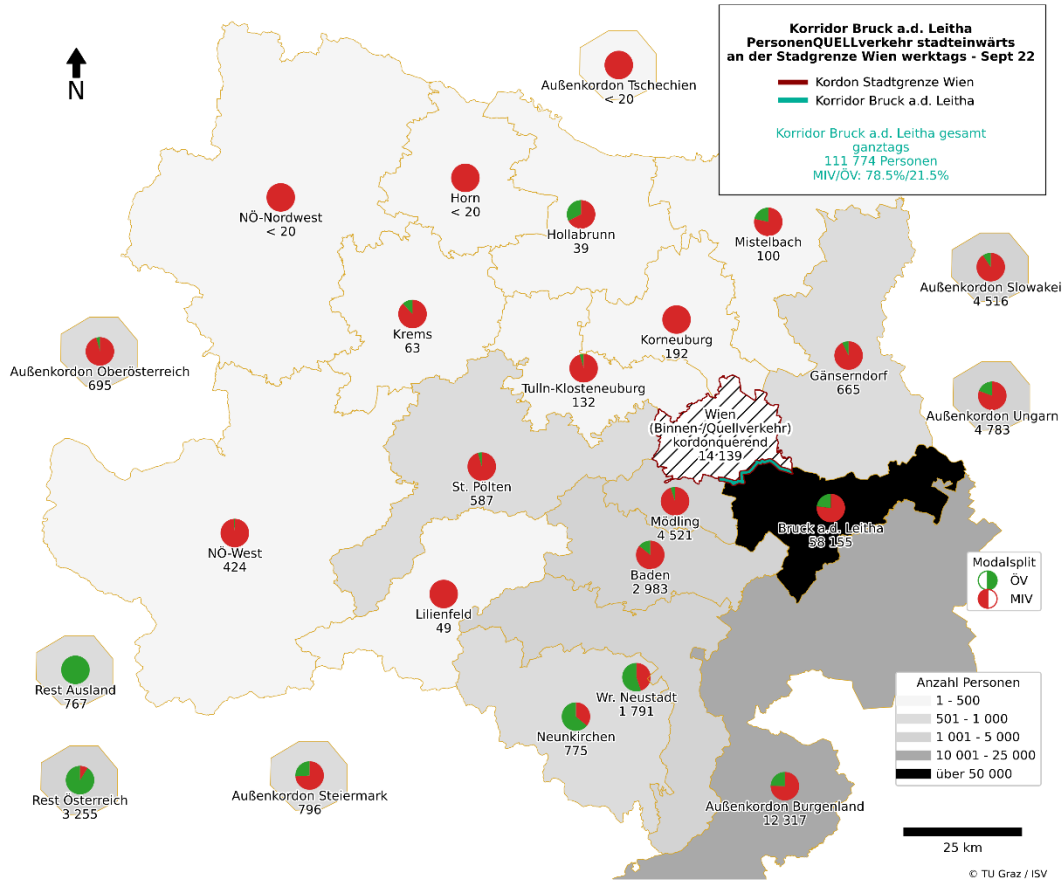 Korridor Bruck a.d. Leitha
PersonenQUELLverkehr stadteinwärts
an der Stadgrenze Wien werktags - Sept 22
Kordon Stadtgrenze Wien
Korridor Bruck a.d. Leitha
Korridor Bruck a.d. Leitha gesamt
ganztags
111 774 Personen
MIV/ÖV: 78.5%/21.5%
N
Außenkordon Tschechien
< 20
NÖ-Nordwest
< 20
Horn
< 20
Hollabrunn
39
Mistelbach
100
Außenkordon Slowakei
4 516
Krems
63
Korneuburg
192
Außenkordon Oberösterreich
695
Tulln-Klosteneuburg
132
Gänserndorf
665
Außenkordon Ungarn
4 783
Wien
(Binnen-/Quellverkehr)
kordonquerend
14 139
St. Pölten
587
Mödling
4 521
Bruck a.d. Leitha
58 155
NÖ-West
424
Baden
2 983
Modalsplit
ÖV
MIV
Lilienfeld
49
Rest Ausland
767
Wr. Neustadt
1 791
Neunkirchen
775
Anzahl Personen
1 - 500
501 - 1 000
1 001 - 5 000
10 001 - 25 000
über 50 000
Rest Österreich
3 255
Außenkordon Steiermark
796
Außenkordon Burgenland
12 317
25 km
© TU Graz / ISV